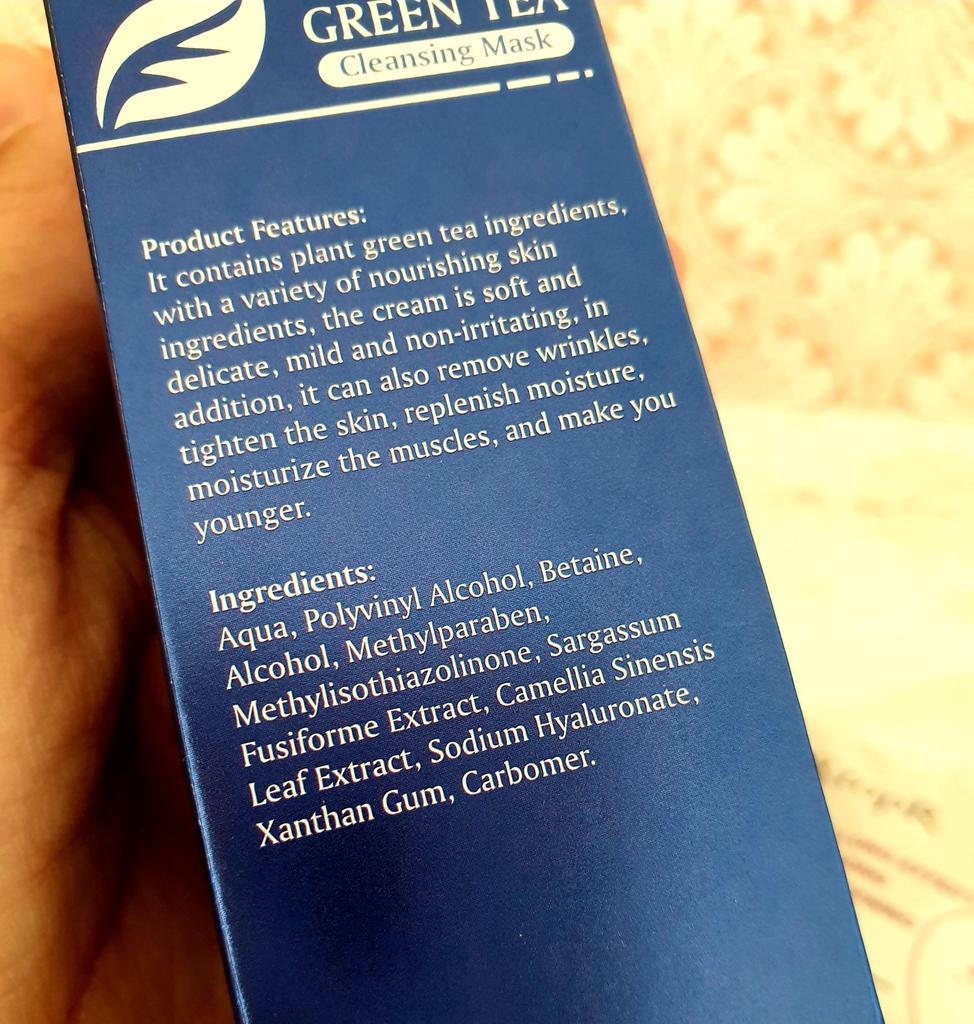 GREEN TEA
Cleansing Mask
Product Features:
It contains plant green tea ingredients,
with a variety of nourishing skin
ingredients, the cream is soft and
delicate, mild and non-irritating, in
addition, it can also remove wrinkles,
tighten the skin, replenish moisture,
moisturize the muscles, and make you
younger.
Ingredients:
Aqua, Polyvinyl Alcohol, Betaine,
Alcohol, Methylparaben,
Methylisothiazolinone, Sargassum
Fusiforme Extract, Camellia Sinensis
Leaf Extract, Sodium Hyaluronate,
Xanthan Gum, Carbomer.